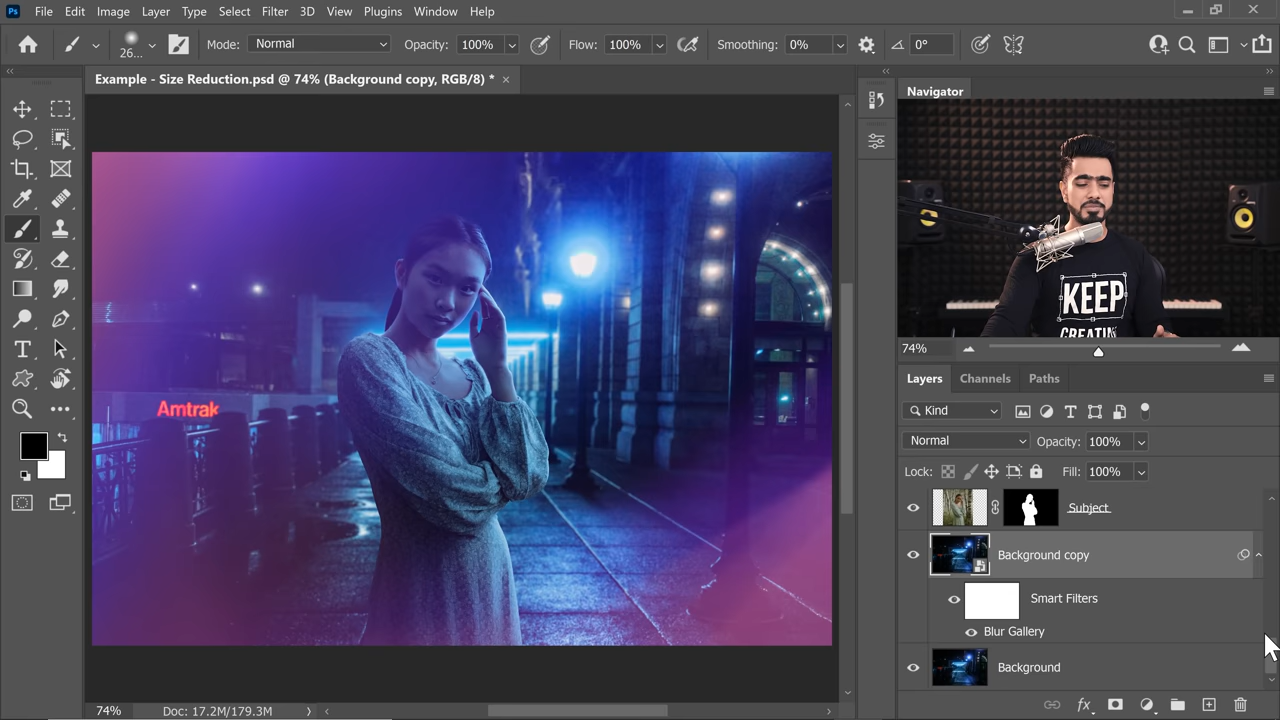 Ps File Edit Image Layer Type Select Filter 3D View Plugins Window Help
26... Mode: Normal Opacity: 100% Flow: 100% Smoothing: 0% 0°
Example - Size Reduction.psd @ 74% (Background copy, RGB/8) *
Navigator
KEEP
CREATING
74%
Layers Channels Paths
Kind
Normal Opacity: 100%
Lock: Fill: 100%
Amtrak
Subject
Background copy
Smart Filters
Blur Gallery
Background
74% Doc: 17.2M/179.3M
fx